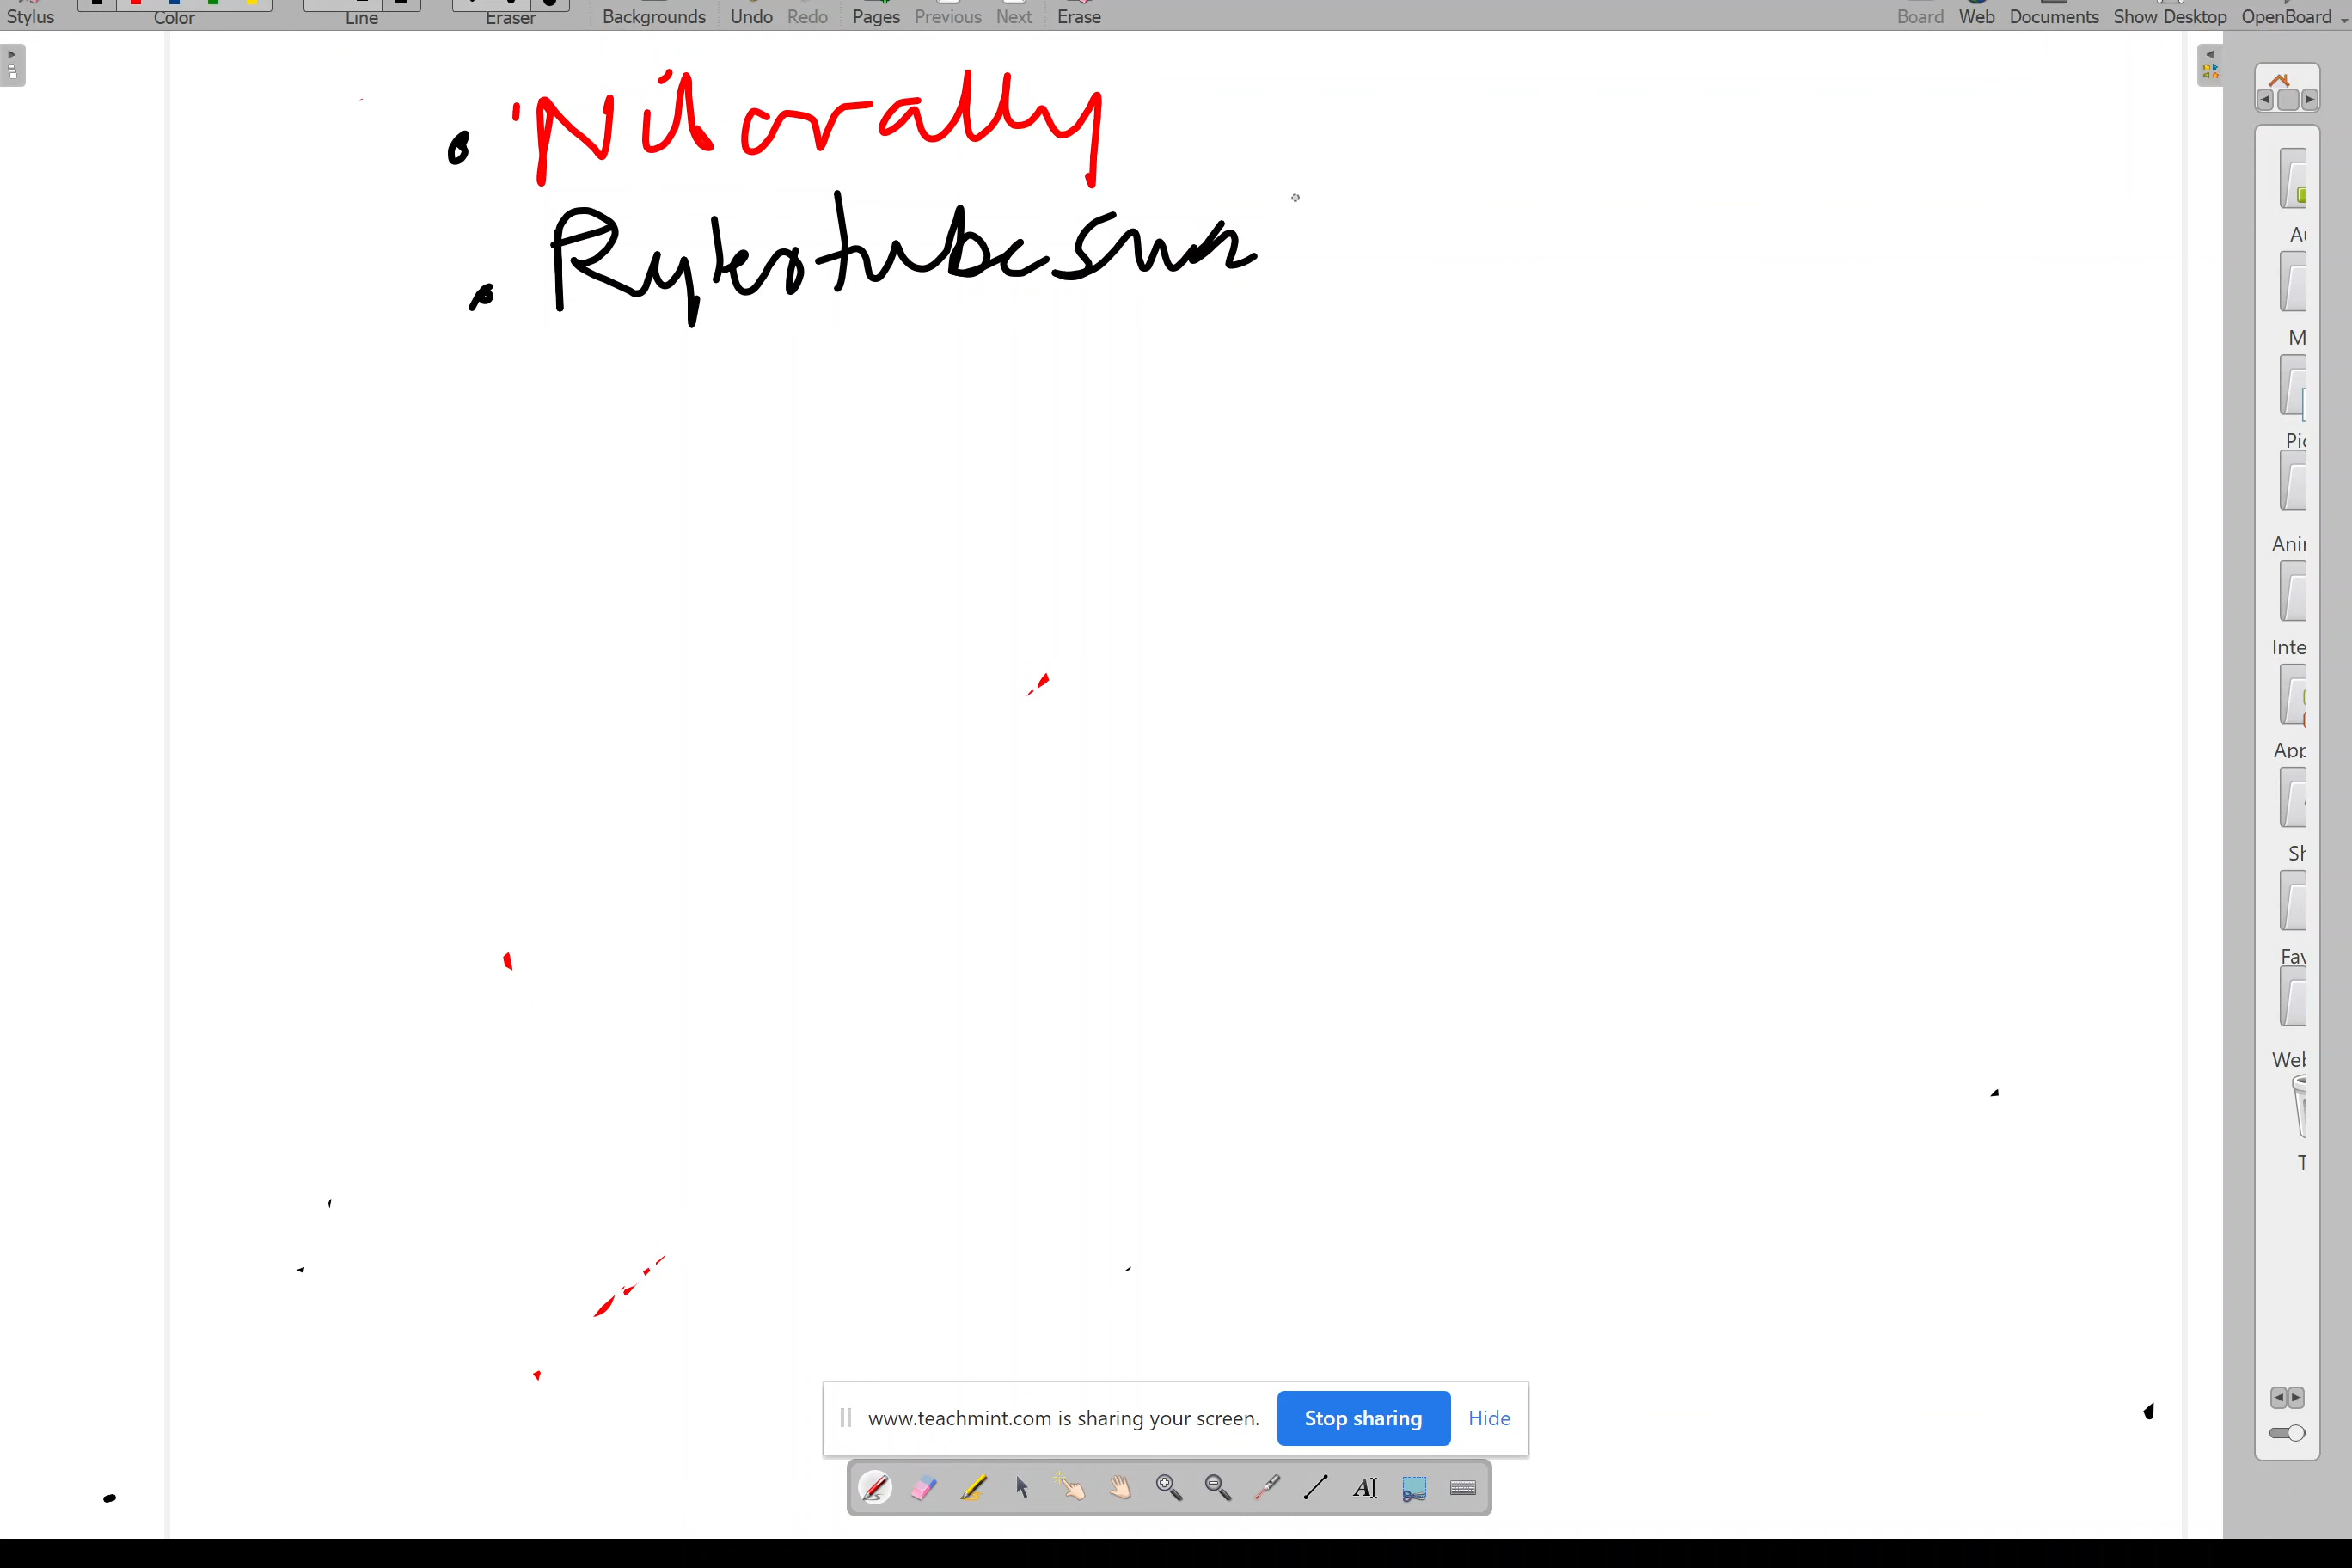 Stylus Color Line Eraser Backgrounds Undo Redo Pages Previous Next Erase Board Web Documents Show Desktop OpenBoard
Nil orally
Ryles tube
www.teachmint.com is sharing your screen. Stop sharing Hide